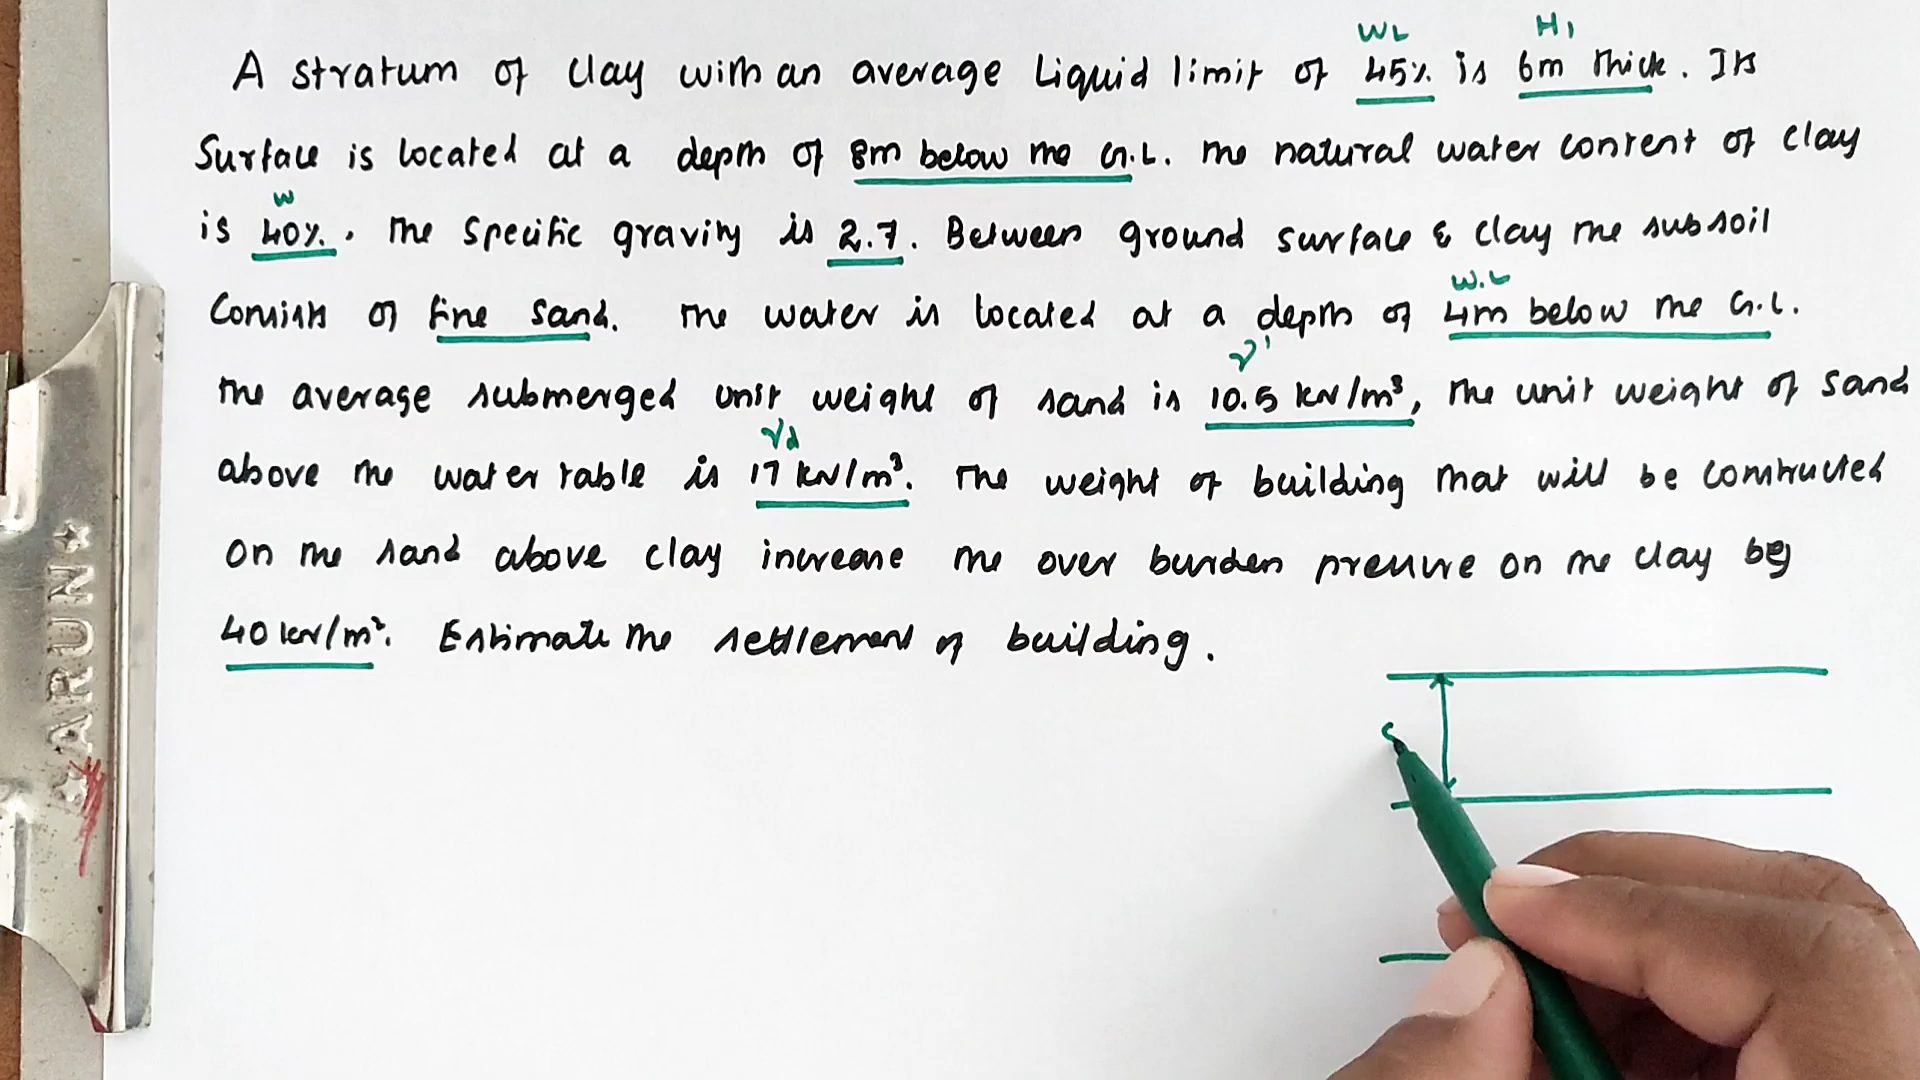 WL H1
A stratum of clay with an average Liquid limit of 45% is 6m thick. Its
Surface is located at a depth of 8m below the G.L. The natural water content of clay
w
is 40%. The specific gravity is 2.7. Between ground surface & clay the subsoil
W.L
Consists of fine sand. The water is located at a depth of 4m below the G.L.
γ'
The average submerged unit weight of sand is 10.5 kN/m³, The unit weight of sand
γd
above the water table is 17 kN/m³. The weight of building that will be constructed
on the sand above clay increase the over burden pressure on the clay by
40 kN/m². Estimate the settlement of building.
ARUN